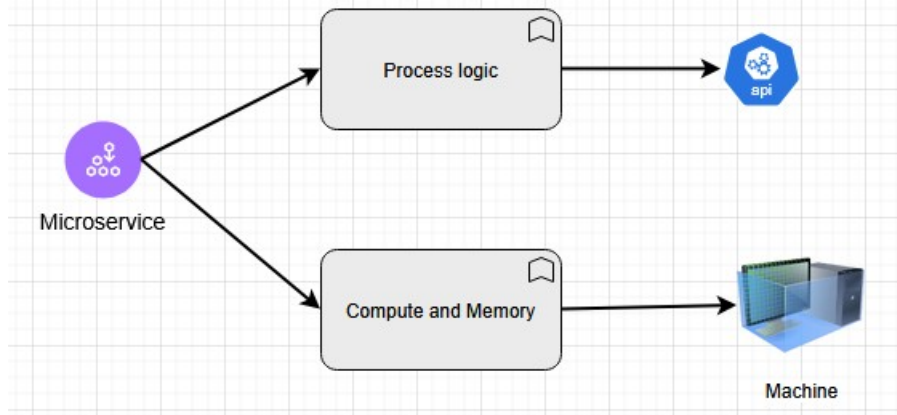 Process logic
api
Microservice
Compute and Memory
Machine